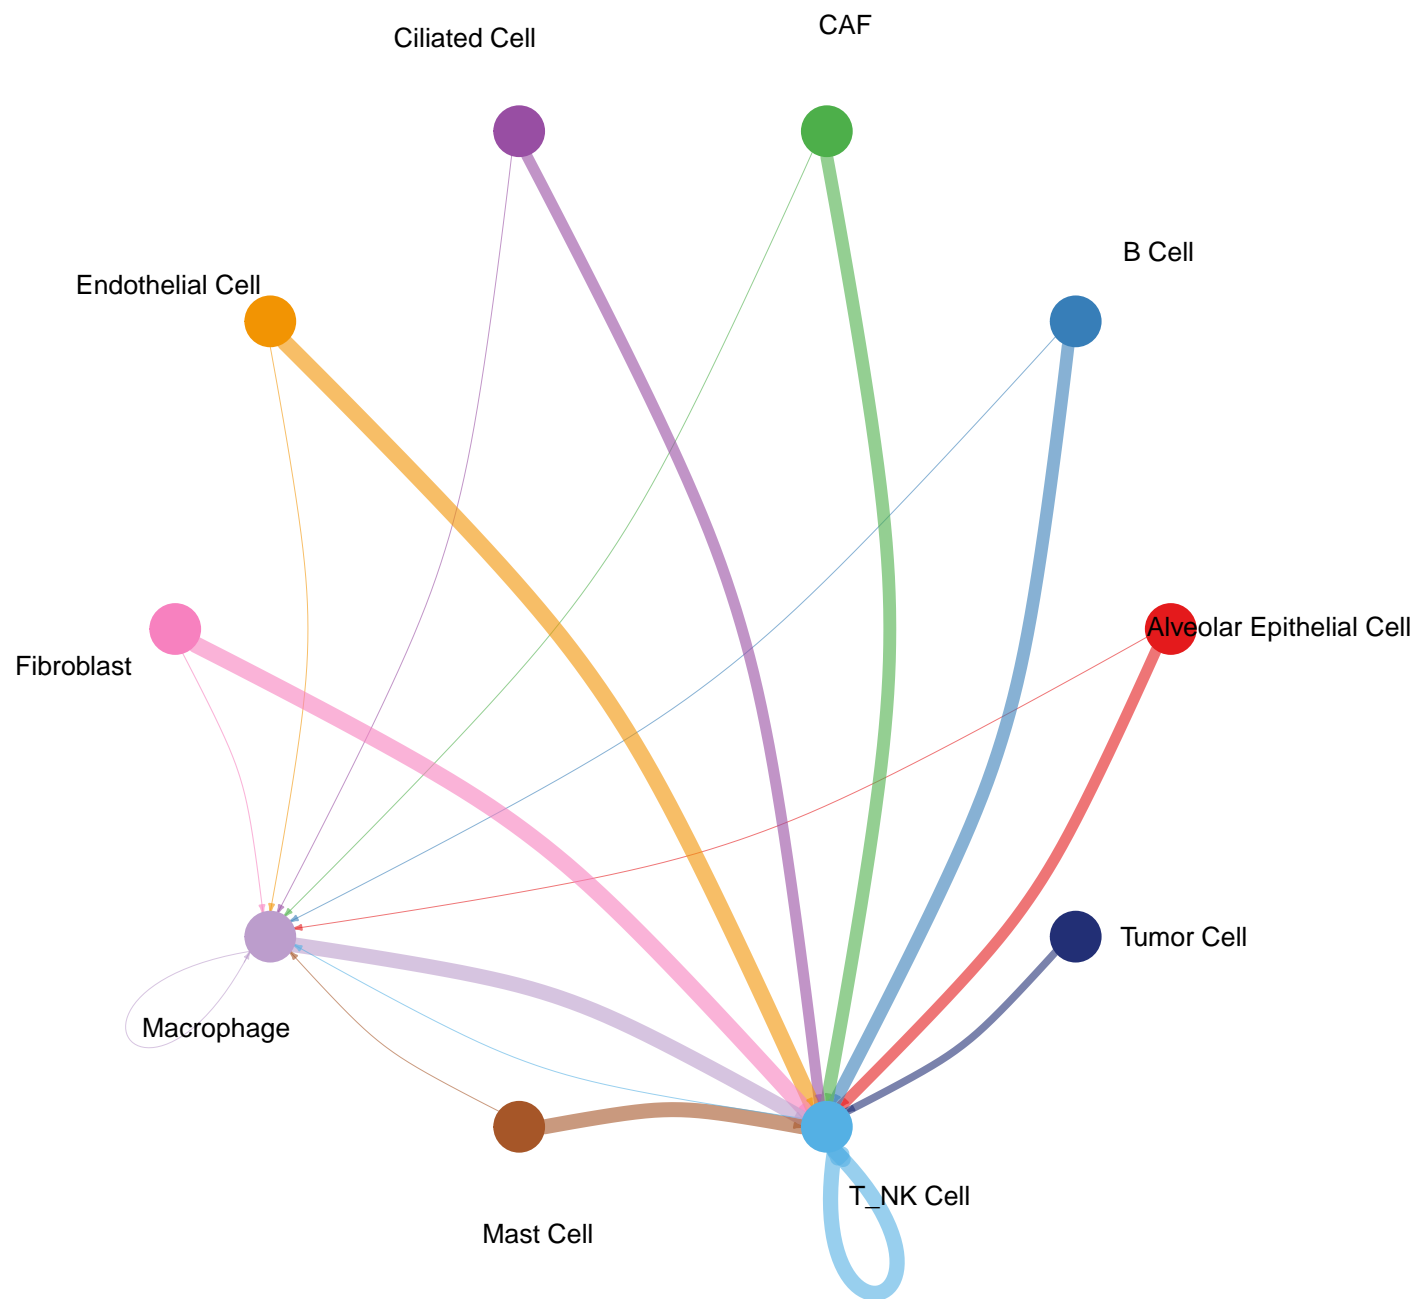 CAF
Ciliated Cell
B Cell
Endothelial Cell
Alveolar Epithelial Cell
Fibroblast
Tumor Cell
Macrophage
T_NK Cell
Mast Cell